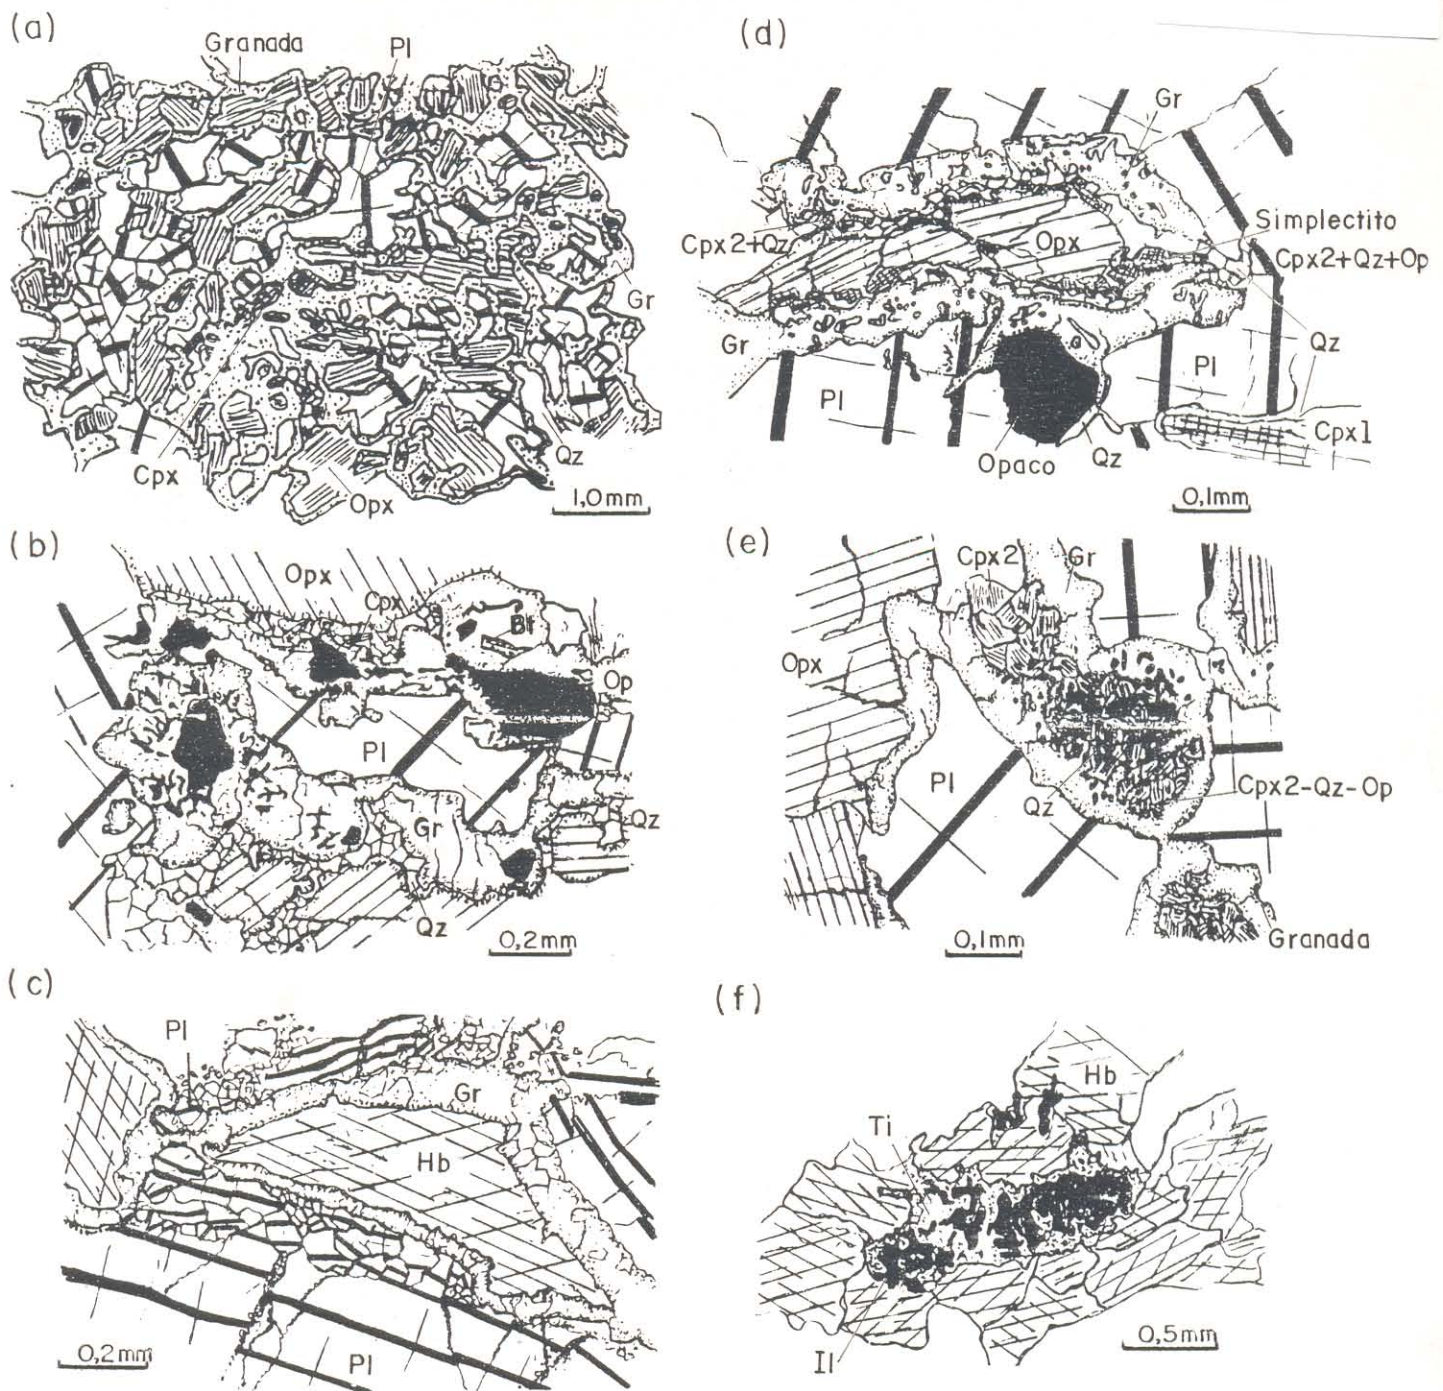 (a)
Granada
Pl
Gr
Cpx
Opx
Qz
1,0mm
(b)
Opx
Cpx
Bt
Op
Pl
Gr
Qz
Qz
0,2mm
(c)
Pl
Gr
Hb
Pl
0,2mm
(d)
Gr
Simplectito
Cpx2+Qz
Opx
Cpx2+Qz+Op
Gr
Qz
Pl
Pl
Cpx1
Opaco
Qz
0,1mm
(e)
Cpx2
Gr
Opx
Pl
Qz
Cpx2-Qz-Op
Granada
0,1mm
(f)
Hb
Ti
Il
0,5mm